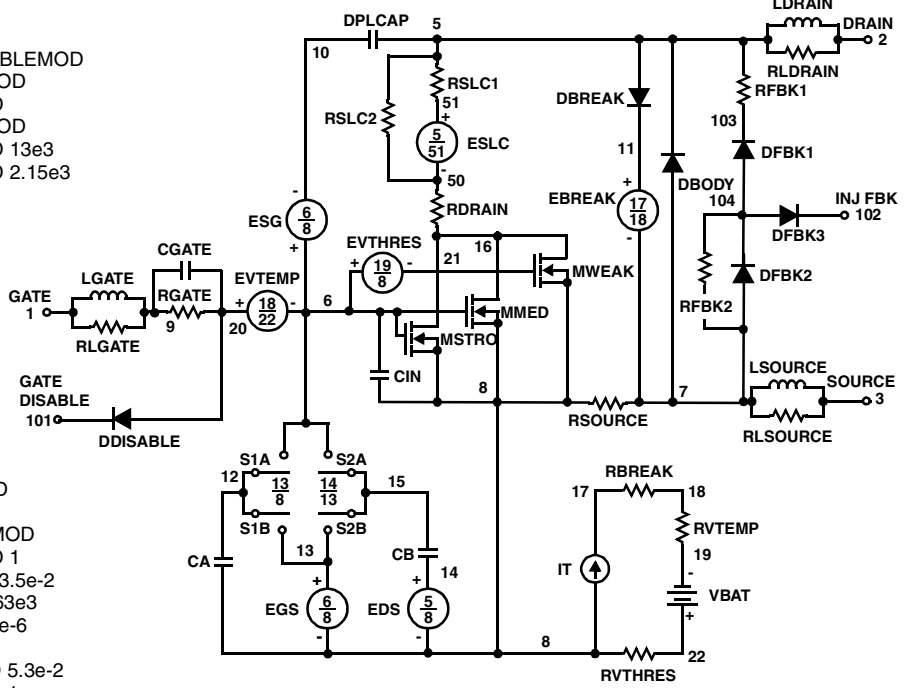 LDRAIN
DPLCAP
5
DRAIN
2
10
BLEMOD
OD
D
MOD
D 13e3
D 2.15e3
RSLC1
51
RSLC2
+
5
51
ESLC
-
50
DBREAK
RLDRAIN
RFBK1
103
11
DFBK1
DBODY
104
INJ FBK
102
DFBK3
EBREAK
+
17
18
-
RDRAIN
ESG
-
6
8
+
EVTHRES
+
19
8
-
21
16
MWEAK
DFBK2
RFBK2
CGATE
LGATE
EVTEMP
GATE
1
RGATE
9
20
+
18
22
-
6
RLGATE
MMED
MSTRO
CIN
8
7
RSOURCE
LSOURCE
SOURCE
3
RLSOURCE
GATE
DISABLE
101
DDISABLE
S1A
S2A
12
13
8
14
13
15
S1B
S2B
13
CA
CB
14
+
EGS
6
8
-
+
EDS
5
8
-
8
RBREAK
17
18
RVTEMP
19
IT
-
VBAT
+
22
RVTHRES
D
MOD
D 1
3.5e-2
63e3
e-6
5.3e-2